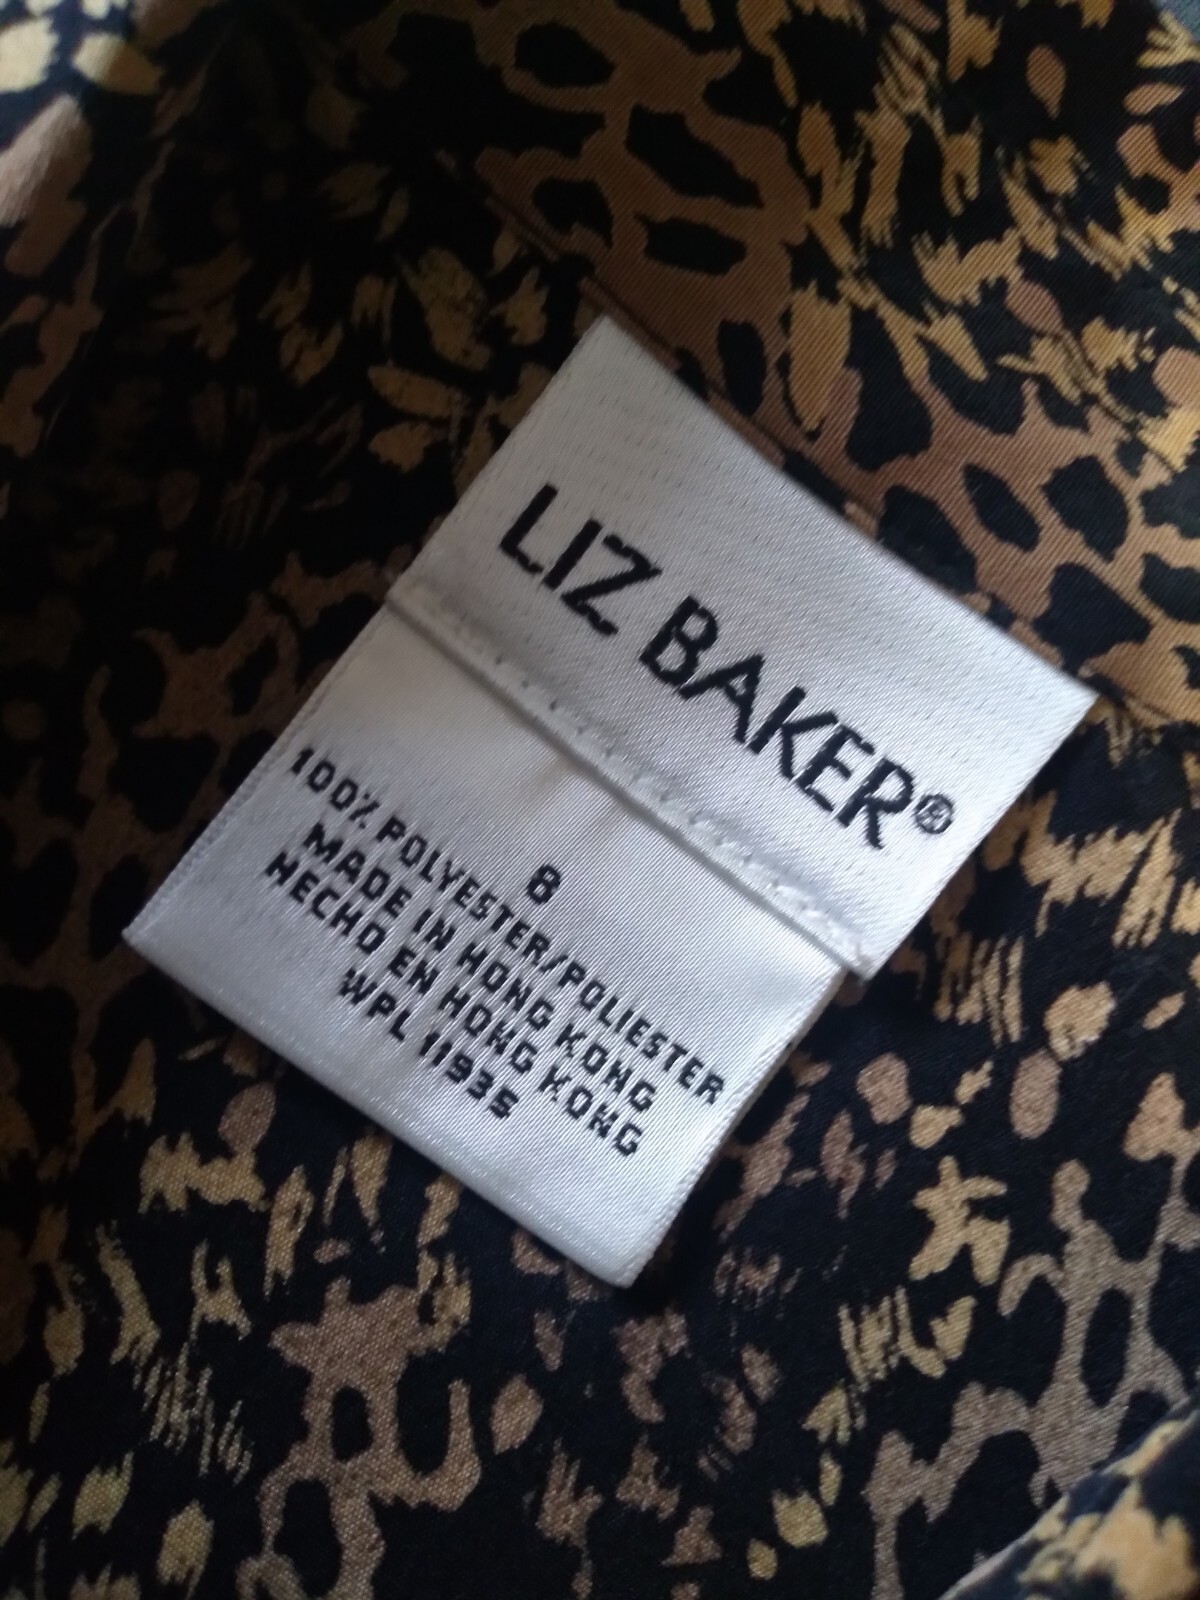 LIZ BAKER®
8
100% POLYESTER/POLIESTER
MADE IN HONG KONG
HECHO EN HONG KONG
WPL 11935